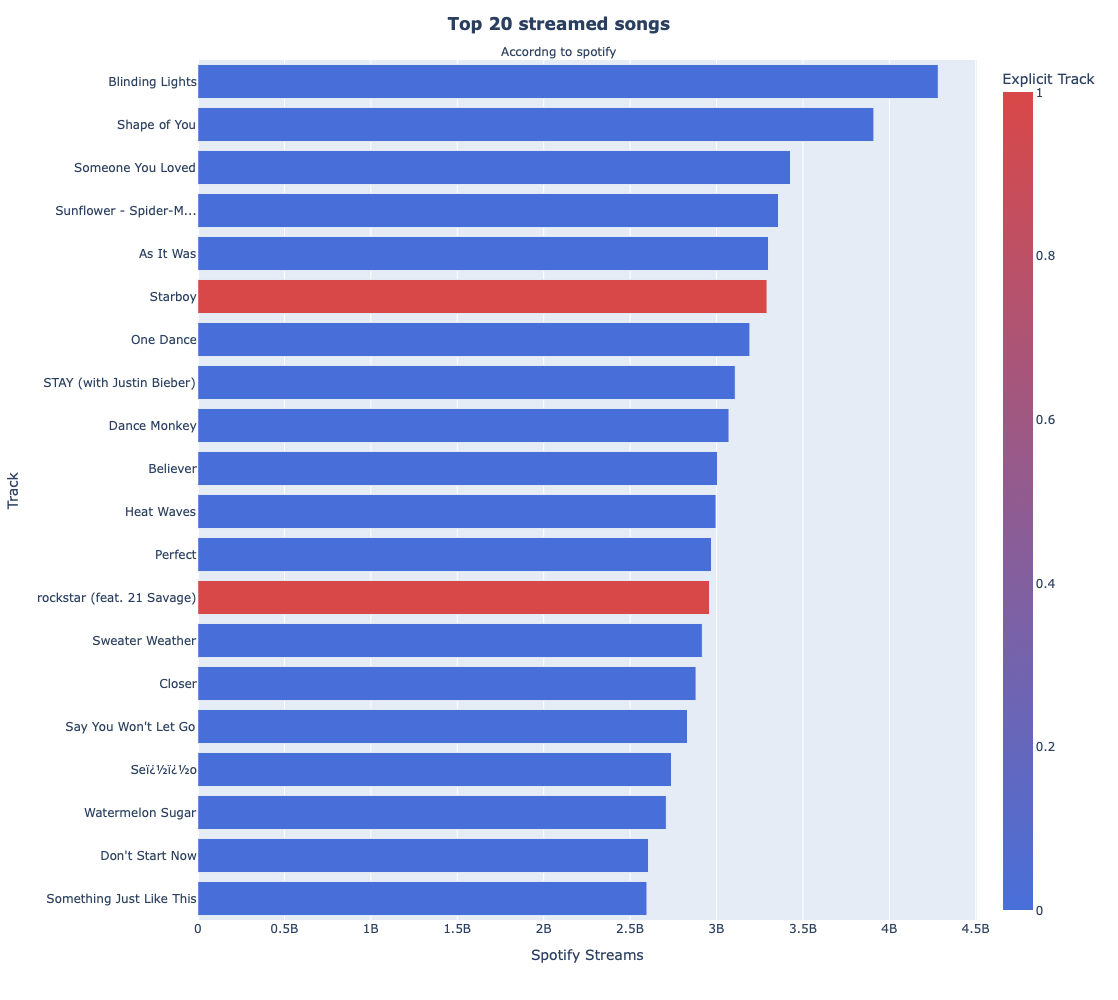 Top 20 streamed songs
Accordng to spotify
Blinding Lights
Shape of You
Someone You Loved
Sunflower - Spider-M...
As It Was
Starboy
One Dance
STAY (with Justin Bieber)
Dance Monkey
Believer
Heat Waves
Perfect
rockstar (feat. 21 Savage)
Sweater Weather
Closer
Say You Won't Let Go
Seï¿½ï¿½o
Watermelon Sugar
Don't Start Now
Something Just Like This
Track
0 0.5B 1B 1.5B 2B 2.5B 3B 3.5B 4B 4.5B
Spotify Streams
Explicit Track
1
0.8
0.6
0.4
0.2
0